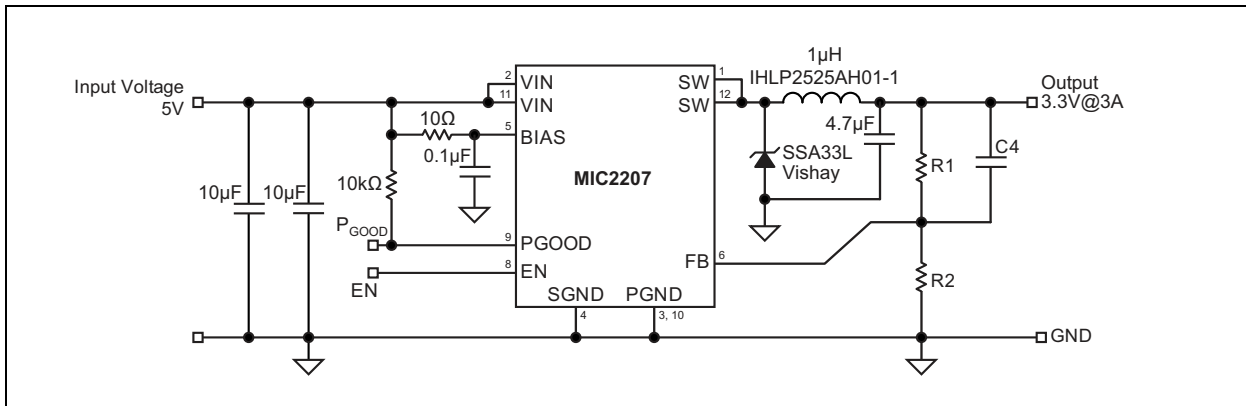 1µH
IHLP2525AH01-1
Input Voltage
5V
2
VIN
11
VIN
10Ω
5
BIAS
0.1µF
10kΩ
10µF
10µF
P_GOOD
9
PGOOD
8
EN
EN
MIC2207
SGND
4
PGND
3, 10
1
SW
12
SW
4.7µF
SSA33L
Vishay
6
FB
R1
C4
R2
Output
3.3V@3A
GND